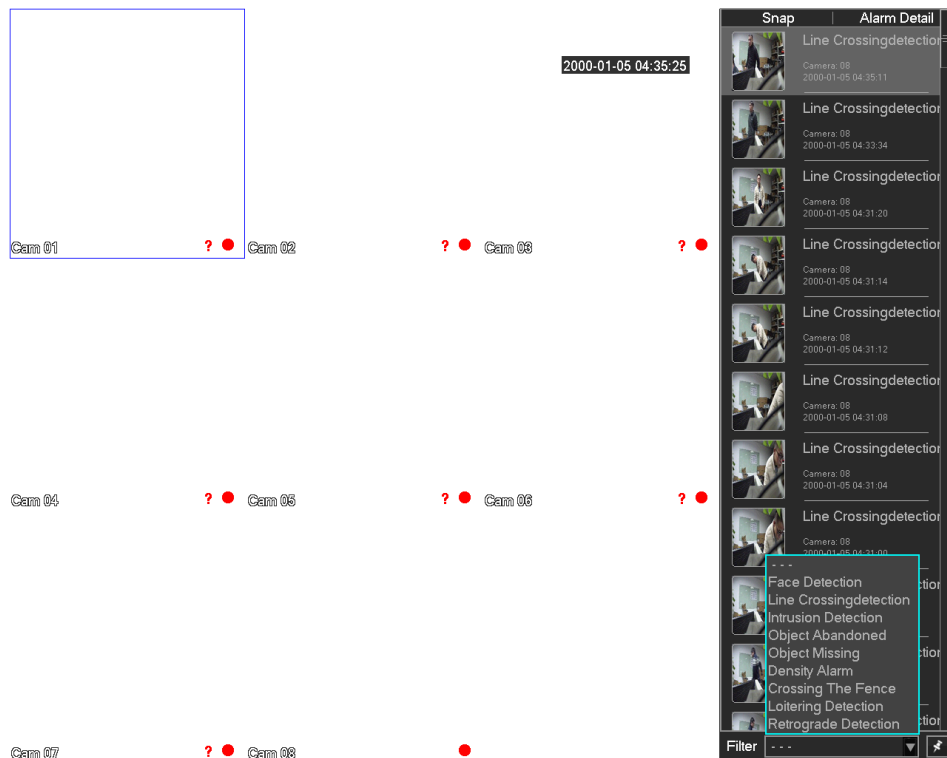 Snap Alarm Detail
2000-01-05 04:35:25
Line Crossingdetection
Camera: 08
2000-01-05 04:35:11
Line Crossingdetection
Camera: 08
2000-01-05 04:33:34
Line Crossingdetection
Camera: 08
2000-01-05 04:31:20
Cam 01 ? Cam 02 ? Cam 03 ?
Line Crossingdetection
Camera: 08
2000-01-05 04:31:14
Line Crossingdetection
Camera: 08
2000-01-05 04:31:12
Line Crossingdetection
Camera: 08
2000-01-05 04:31:08
Line Crossingdetection
Camera: 08
2000-01-05 04:31:04
Cam 04 ? Cam 05 ? Cam 06 ?
Line Crossingdetection
Camera: 08
2000-01-05 04:31:00
- - -
Face Detection
Line Crossingdetection
Intrusion Detection
Object Abandoned
Object Missing
Density Alarm
Crossing The Fence
Loitering Detection
Retrograde Detection
Cam 07 ? Cam 08
Filter - - -